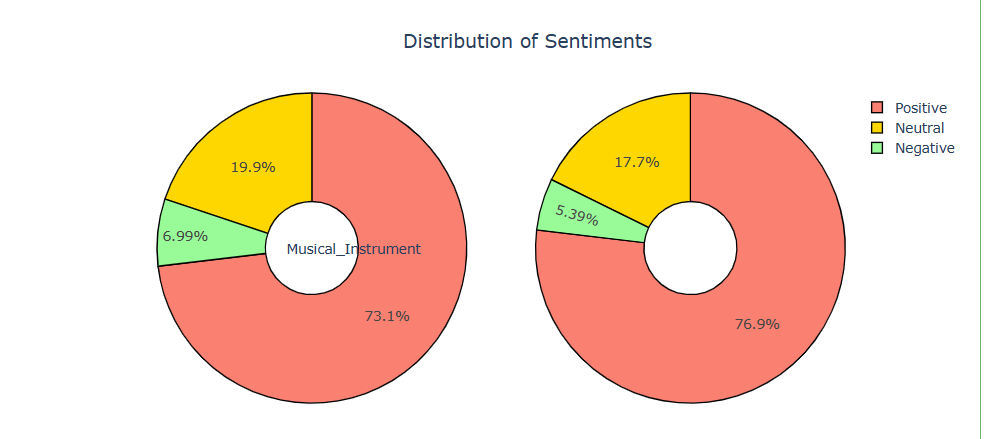 Distribution of Sentiments
19.9%
6.99%
Musical_Instrument
73.1%
17.7%
5.39%
76.9%
Positive
Neutral
Negative